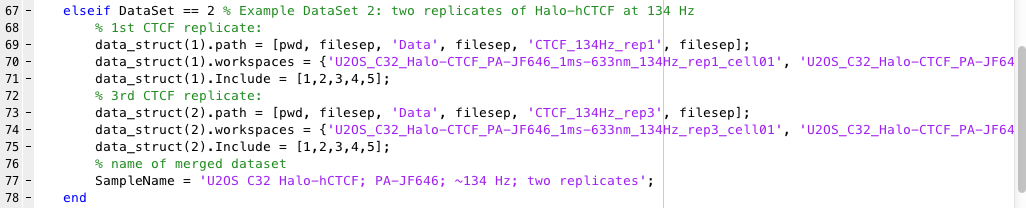 67 - elseif DataSet == 2 % Example DataSet 2: two replicates of Halo-hCTCF at 134 Hz
68 - % 1st CTCF replicate:
69 - data_struct(1).path = [pwd, filesep, 'Data', filesep, 'CTCF_134Hz_rep1', filesep];
70 - data_struct(1).workspaces = {'U2OS_C32_Halo-CTCF_PA-JF646_1ms-633nm_134Hz_rep1_cell01', 'U2OS_C32_Halo-CTCF_PA-JF64
71 - data_struct(1).Include = [1,2,3,4,5];
72 % 3rd CTCF replicate:
73 - data_struct(2).path = [pwd, filesep, 'Data', filesep, 'CTCF_134Hz_rep3', filesep];
74 - data_struct(2).workspaces = {'U2OS_C32_Halo-CTCF_PA-JF646_1ms-633nm_134Hz_rep3_cell01', 'U2OS_C32_Halo-CTCF_PA-JF64
75 - data_struct(2).Include = [1,2,3,4,5];
76 % name of merged dataset
77 - SampleName = 'U2OS C32 Halo-hCTCF; PA-JF646; ~134 Hz; two replicates';
78 - end